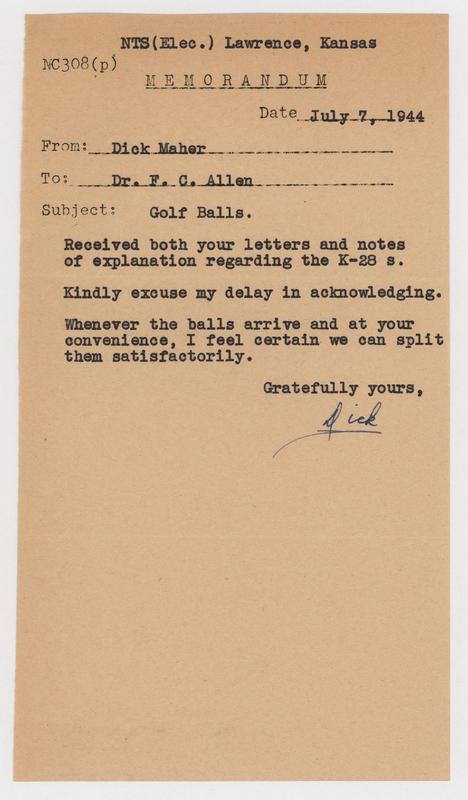 NTS(Elec.) Lawrence, Kansas
NC308(p)
MEMORANDUM
Date July 7, 1944
From: Dick Maher
To: Dr. F. C. Allen
Subject: Golf Balls.
Received both your letters and notes
of explanation regarding the K-28 s.
Kindly excuse my delay in acknowledging.
Whenever the balls arrive and at your
convenience, I feel certain we can split
them satisfactorily.
Gratefully yours,
Dick